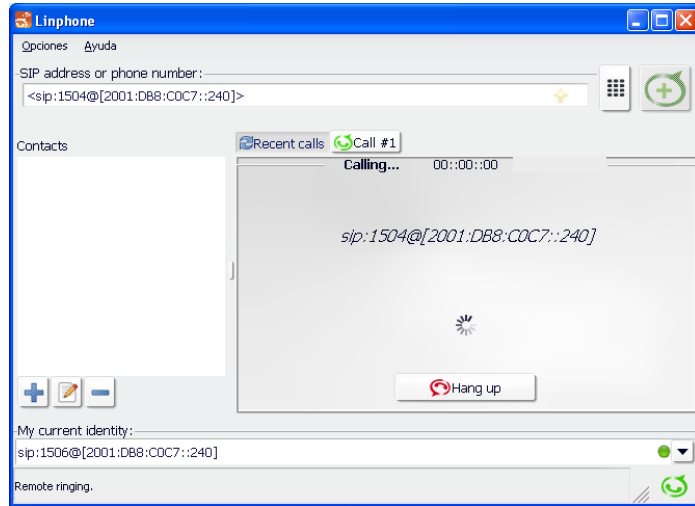 Linphone
Opciones Ayuda
SIP address or phone number:
<sip:1504@[2001:DB8:C0C7::240]>
Contacts
Recent calls Call #1
Calling... 00::00::00
sip:1504@[2001:DB8:C0C7::240]
Hang up
My current identity:
sip:1506@[2001:DB8:C0C7::240]
Remote ringing.